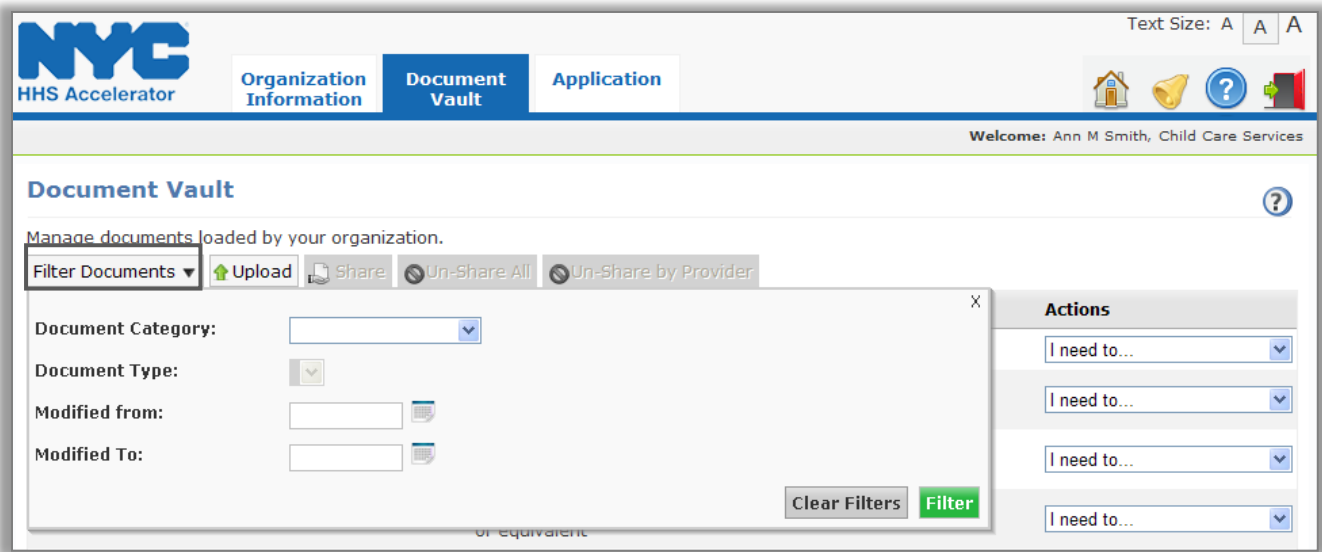 Text Size: A A A
NYC
HHS Accelerator
Organization Information
Document Vault
Application
Welcome: Ann M Smith, Child Care Services
Document Vault
Manage documents loaded by your organization.
Filter Documents Upload Share Un-Share All Un-Share by Provider
X
Actions
Document Category:
I need to...
Document Type:
I need to...
Modified from:
Modified To:
I need to...
Clear Filters Filter
I need to...
or equivalent